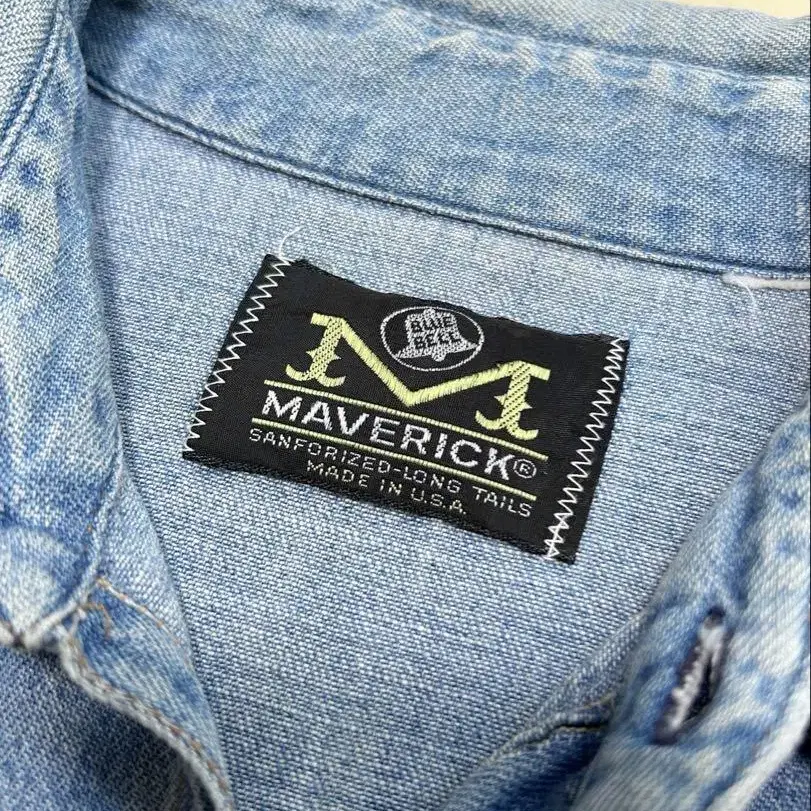 BLUE
BELL
M
MAVERICK®
SANFORIZED-LONG TAILS
MADE IN U.S.A.